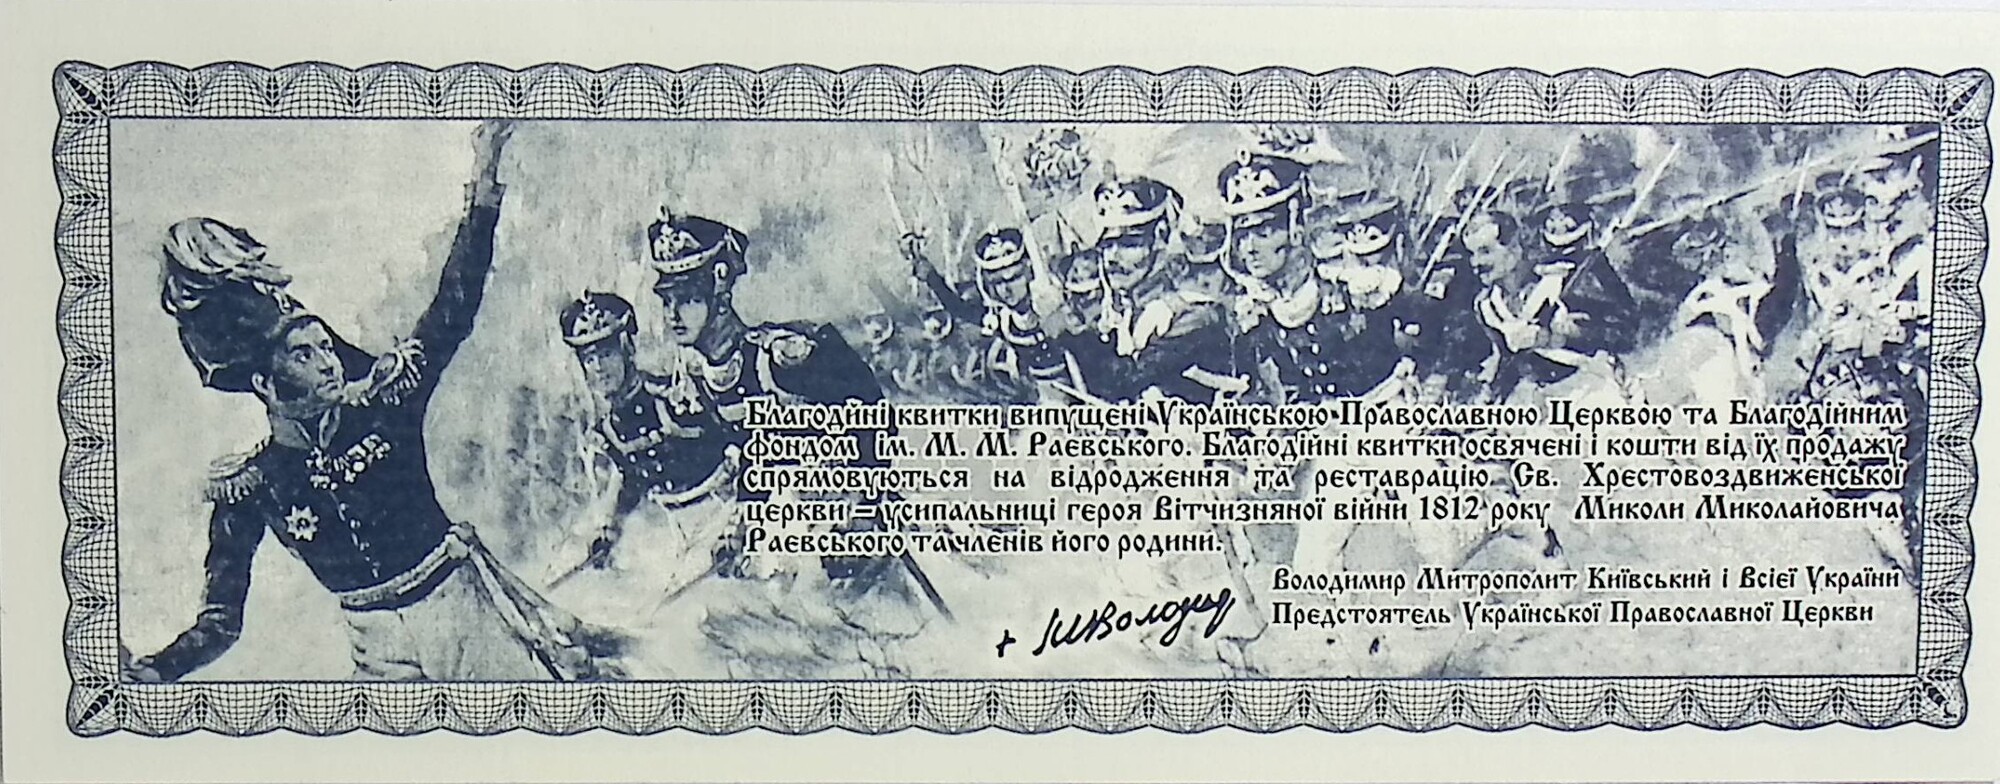 Благодійні квитки випущені Українською Православною Церквою та Благодійним
фондом ім. М. М. Раєвського. Благодійні квитки освячені і кошти від їх продажу
спрямовуються на відродження та реставрацію Св. Хрестовоздвиженської
церкви – усипальниці героя Вітчизняної війни 1812 року Миколи Миколайовича
Раєвського та членів його родини.
Володимир Митрополит Київський і Всієї України
Предстоятель Української Православної Церкви
+ М Володимир